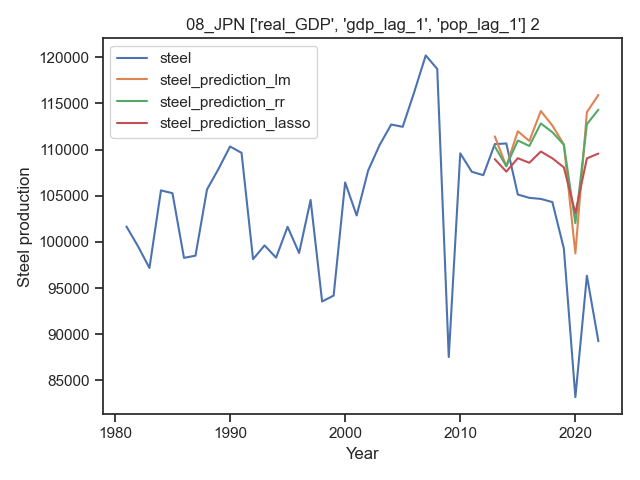 08_JPN ['real_GDP', 'gdp_lag_1', 'pop_lag_1'] 2
steel
steel_prediction_lm
steel_prediction_rr
steel_prediction_lasso
120000
115000
110000
105000
100000
95000
90000
85000
Steel production
1980
1990
2000
2010
2020
Year